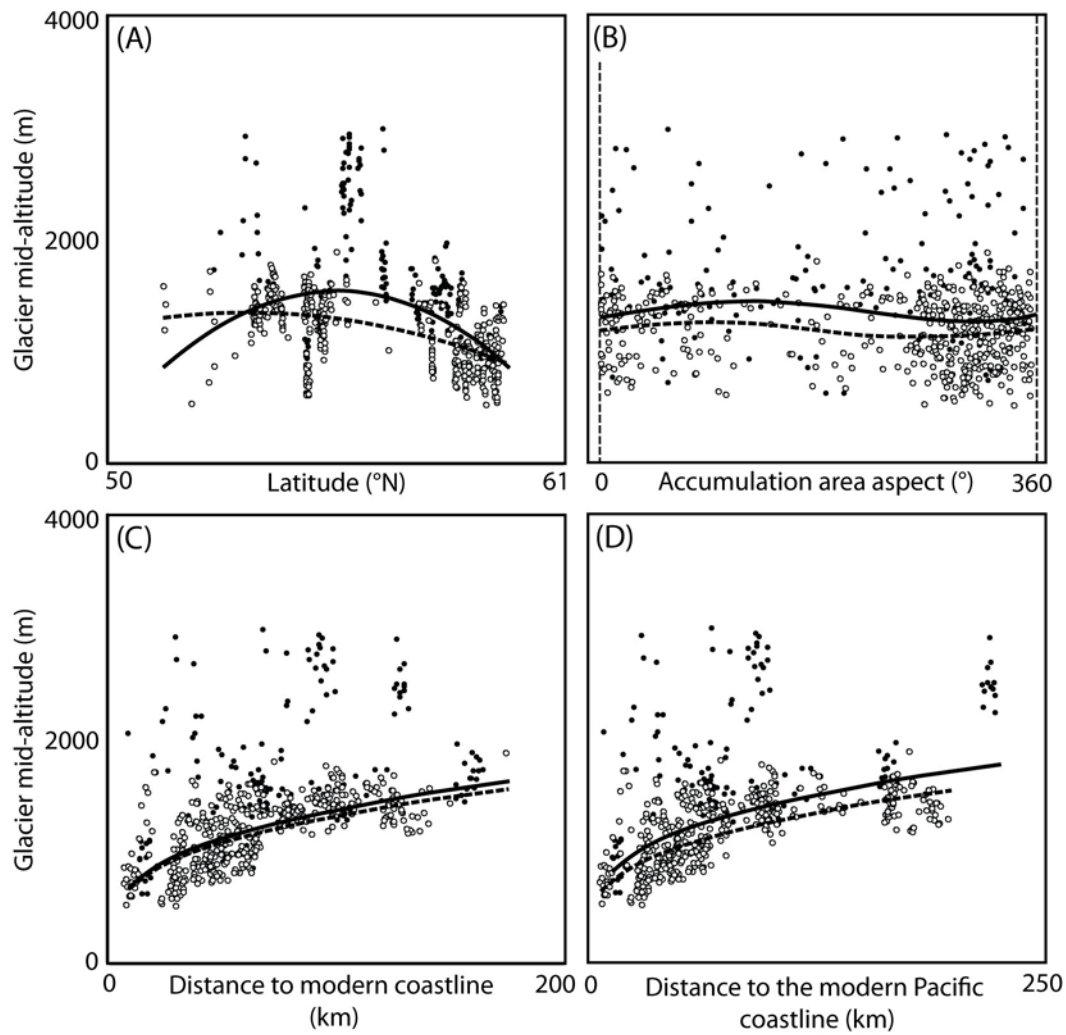 4000
(A)
(B)
Glacier mid-altitude (m)
2000
0
50
Latitude (°N)
61
0
Accumulation area aspect (°)
360
4000
(C)
(D)
Glacier mid-altitude (m)
2000
0
0
Distance to modern coastline
(km)
200
0
Distance to the modern Pacific
coastline (km)
250